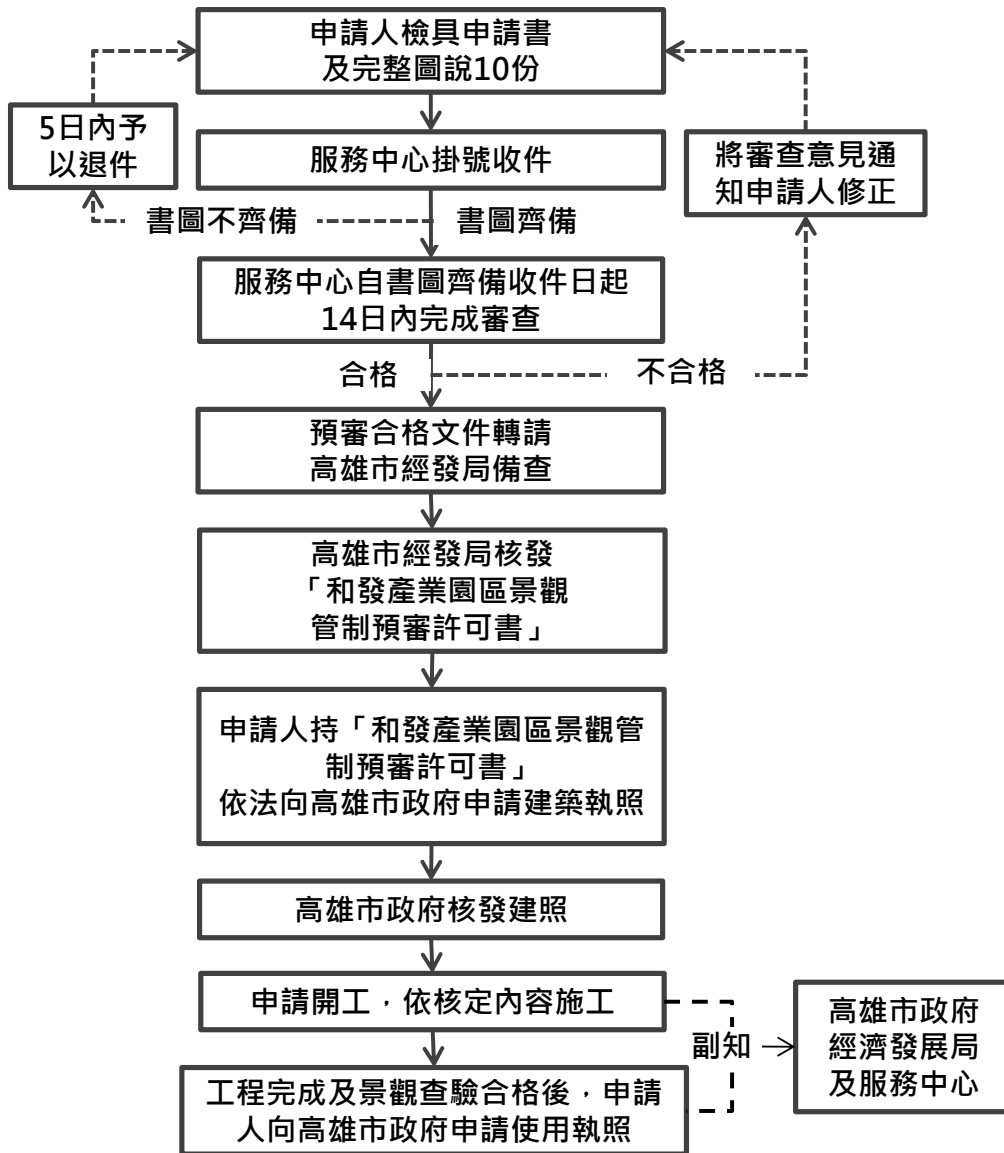 申請人檢具申請書
及完整圖說10份
5日內予
以退件
服務中心掛號收件
將審查意見通
知申請人修正
書圖不齊備
書圖齊備
服務中心自書圖齊備收件日起
14日內完成審查
合格
不合格
預審合格文件轉請
高雄市經發局備查
高雄市經發局核發
「和發產業園區景觀
管制預審許可書」
申請人持「和發產業園區景觀管
制預審許可書」
依法向高雄市政府申請建築執照
高雄市政府核發建照
申請開工，依核定內容施工
副知
高雄市政府
經濟發展局
及服務中心
工程完成及景觀查驗合格後，申請
人向高雄市政府申請使用執照